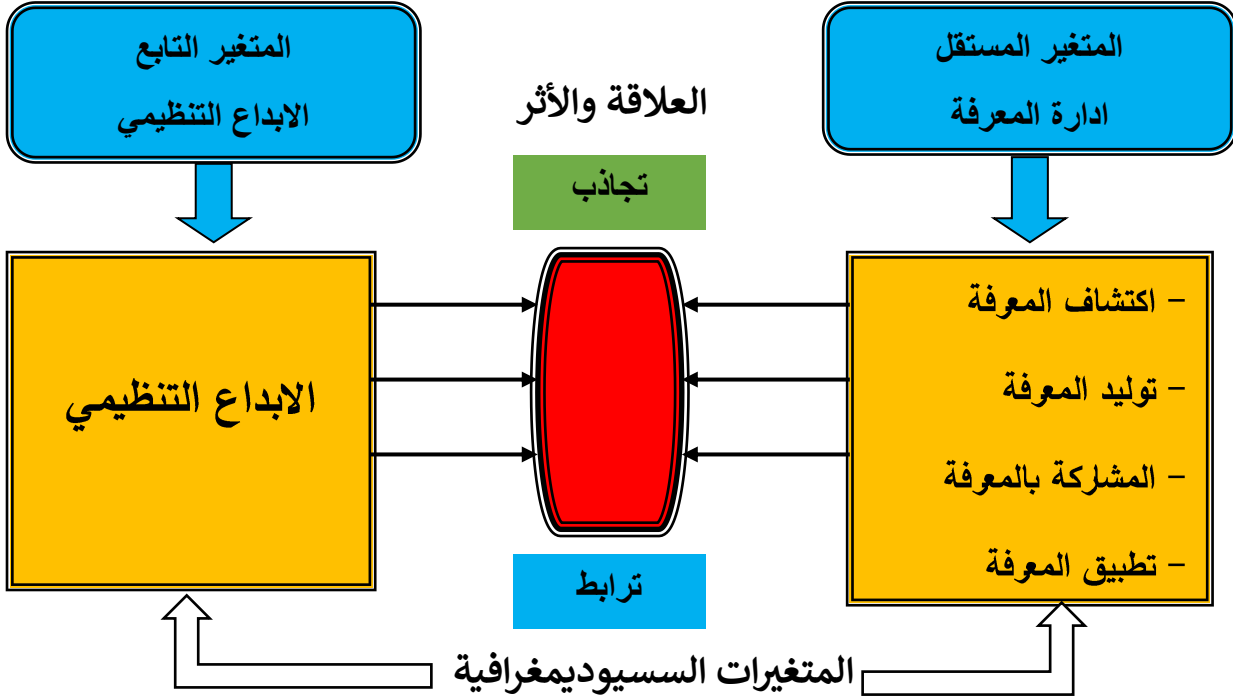 المتغير المستقل
ادارة المعرفة
العلاقة والأثر
المتغير التابع
الابداع التنظيمي
تجاذب
- اكتشاف المعرفة
- توليد المعرفة
- المشاركة بالمعرفة
- تطبيق المعرفة
الابداع التنظيمي
ترابط
المتغيرات السسيوديمغرافية